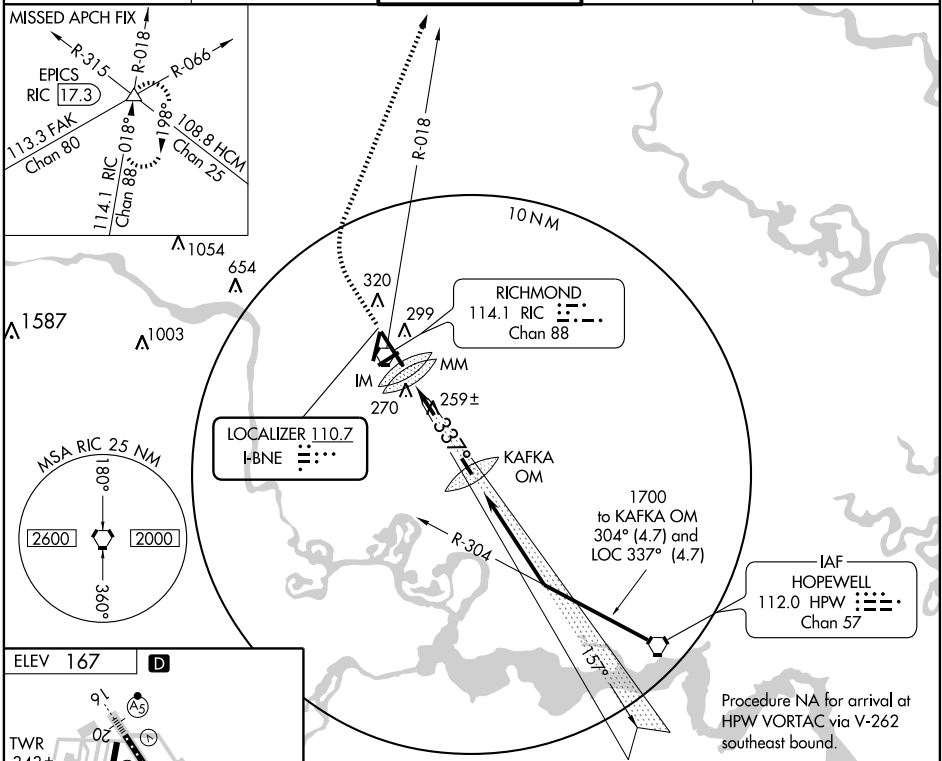 MISSED APCH FIX
R-315
R-018
R-066
EPICS
RIC 17.3
113.3 FAK
Chan 80
018°
198°
108.8 HCM
Chan 25
114.1 RIC
Chan 88
R-018
10 NM
1054
654
1587
1003
320
299
RICHMOND
114.1 RIC
Chan 88
MM
IM
270
259±
LOCALIZER 110.7
I-BNE
337°
KAFKA
OM
MSA RIC 25 NM
180°
2600
2000
360°
1700
to KAFKA OM
304° (4.7) and
LOC 337° (4.7)
R-304
IAF
HOPEWELL
112.0 HPW
Chan 57
157°
Procedure NA for arrival at
HPW VORTAC via V-262
southeast bound.
ELEV 167 D
16
A5
20
TWR